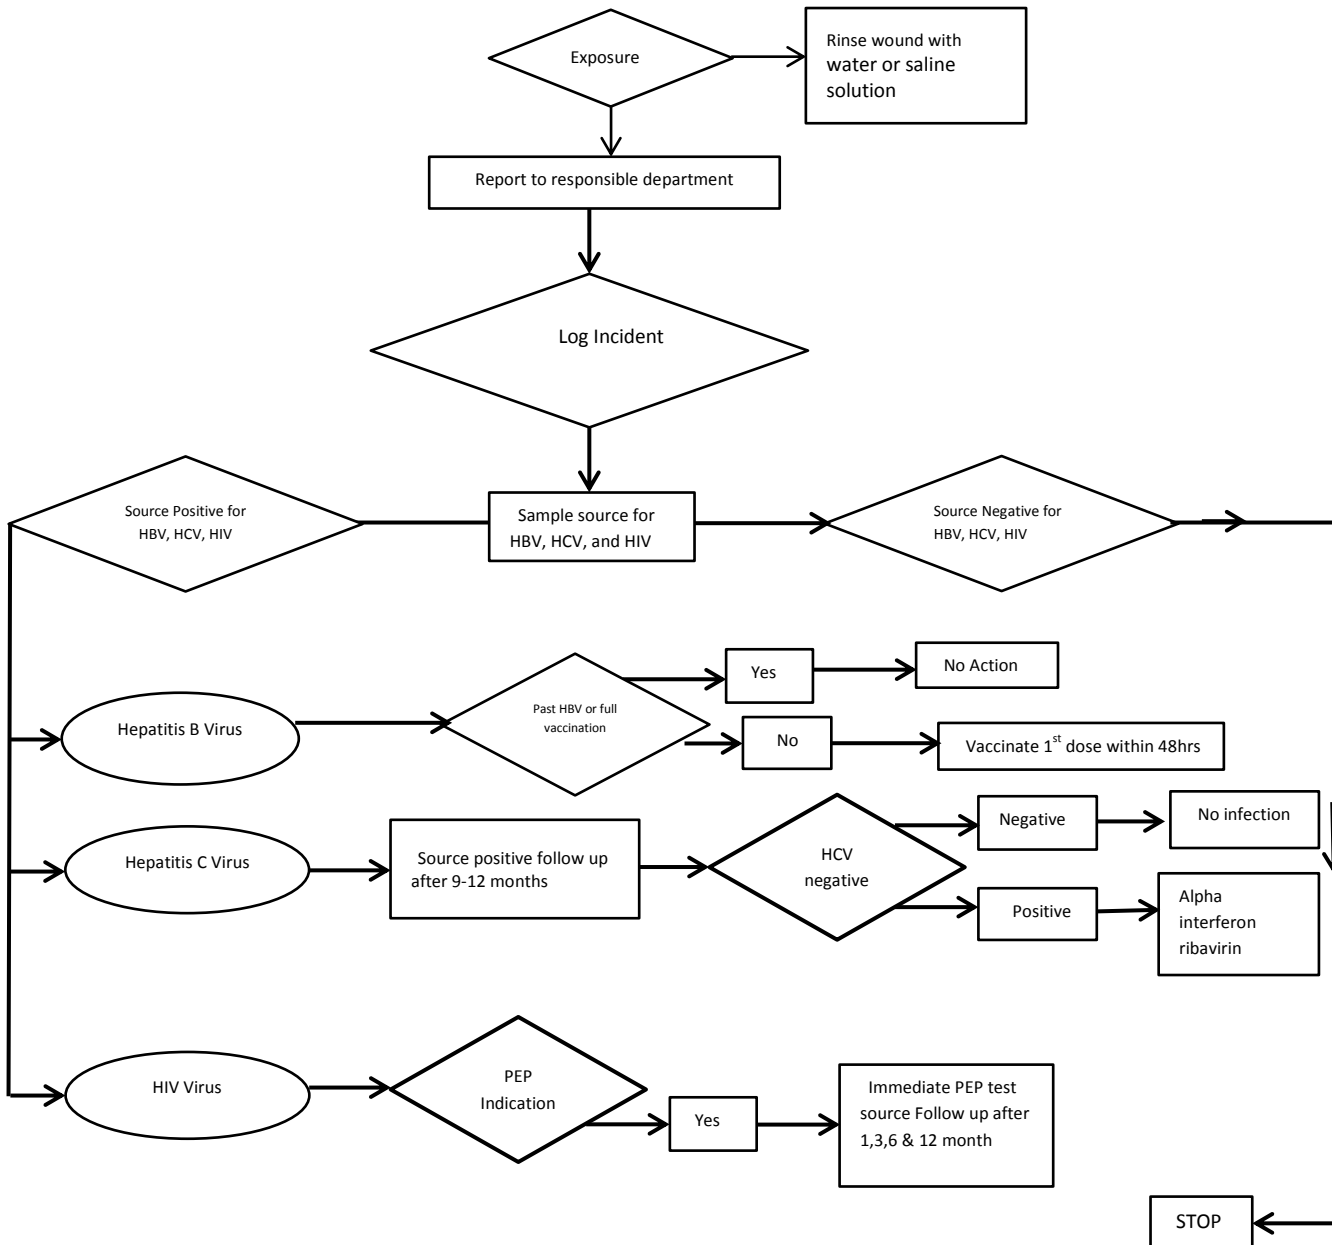 Exposure
Rinse wound with
water or saline
solution
Report to responsible department
Log Incident
Source Positive for
HBV, HCV, HIV
Sample source for
HBV, HCV, and HIV
Source Negative for
HBV, HCV, HIV
Hepatitis B Virus
Past HBV or full
vaccination
Yes
No Action
No
Vaccinate 1st dose within 48hrs
Hepatitis C Virus
Source positive follow up
after 9-12 months
HCV
negative
Negative
No infection
Positive
Alpha
interferon
ribavirin
HIV Virus
PEP
Indication
Yes
Immediate PEP test
source Follow up after
1,3,6 & 12 month
STOP